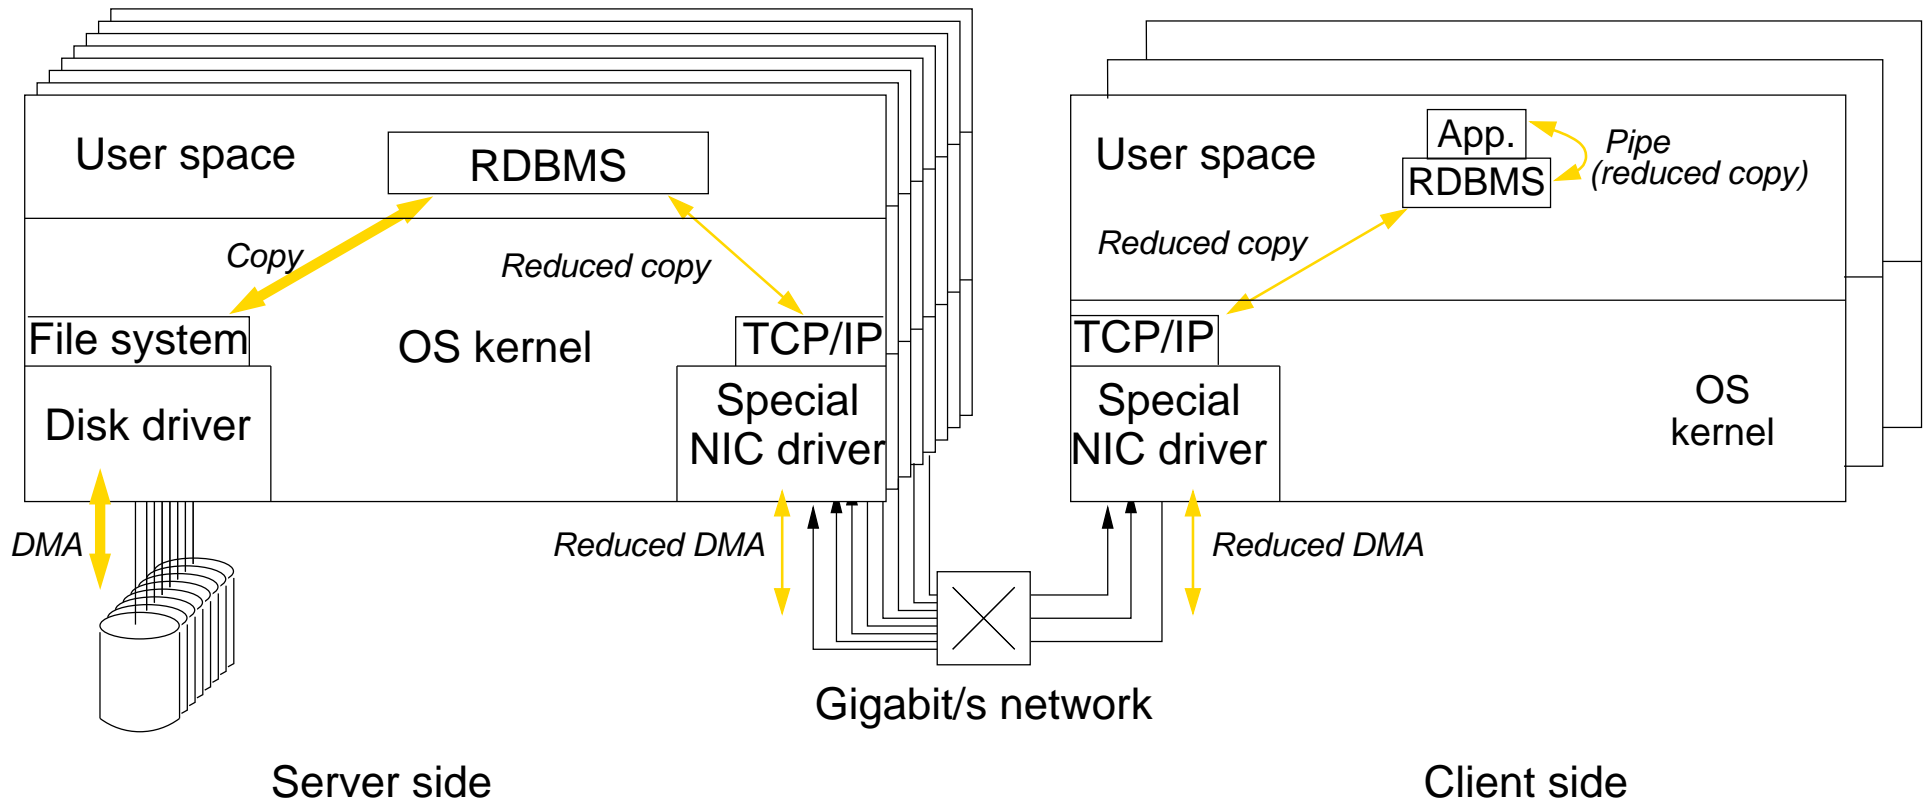 User space
RDBMS
Copy
Reduced copy
File system
OS kernel
TCP/IP
Disk driver
Special
NIC driver
DMA
Reduced DMA
User space
App.
RDBMS
Pipe
(reduced copy)
Reduced copy
TCP/IP
Special
NIC driver
OS
kernel
Reduced DMA
Gigabit/s network
Server side
Client side